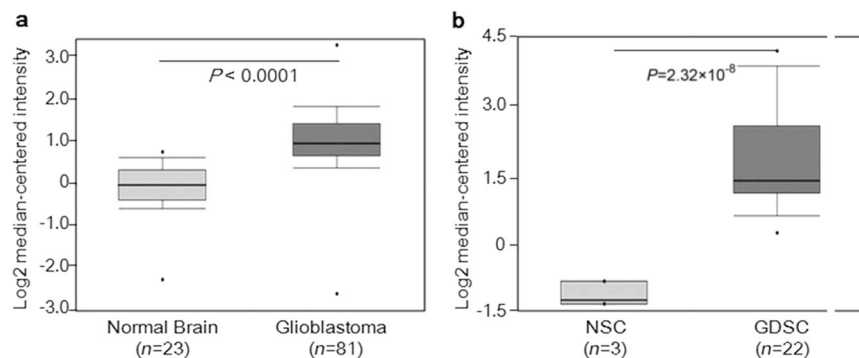 a
Log2 median-centered intensity
3.0
2.0
1.0
0
-1.0
-2.0
-3.0
P < 0.0001
Normal Brain
(n=23)
Glioblastoma
(n=81)
b
Log2 median-centered intensity
4.5
3.0
1.5
0
-1.5
P=2.32×10⁻⁸
NSC
(n=3)
GDSC
(n=22)